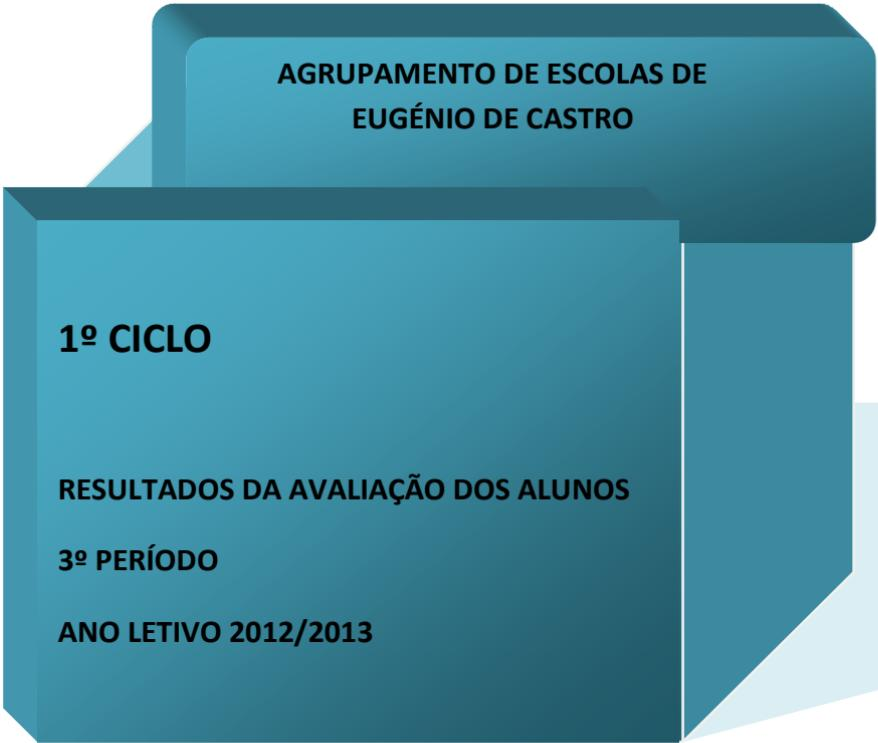 AGRUPAMENTO DE ESCOLAS DE
EUGÉNIO DE CASTRO
1º CICLO
RESULTADOS DA AVALIAÇÃO DOS ALUNOS
3º PERÍODO
ANO LETIVO 2012/2013